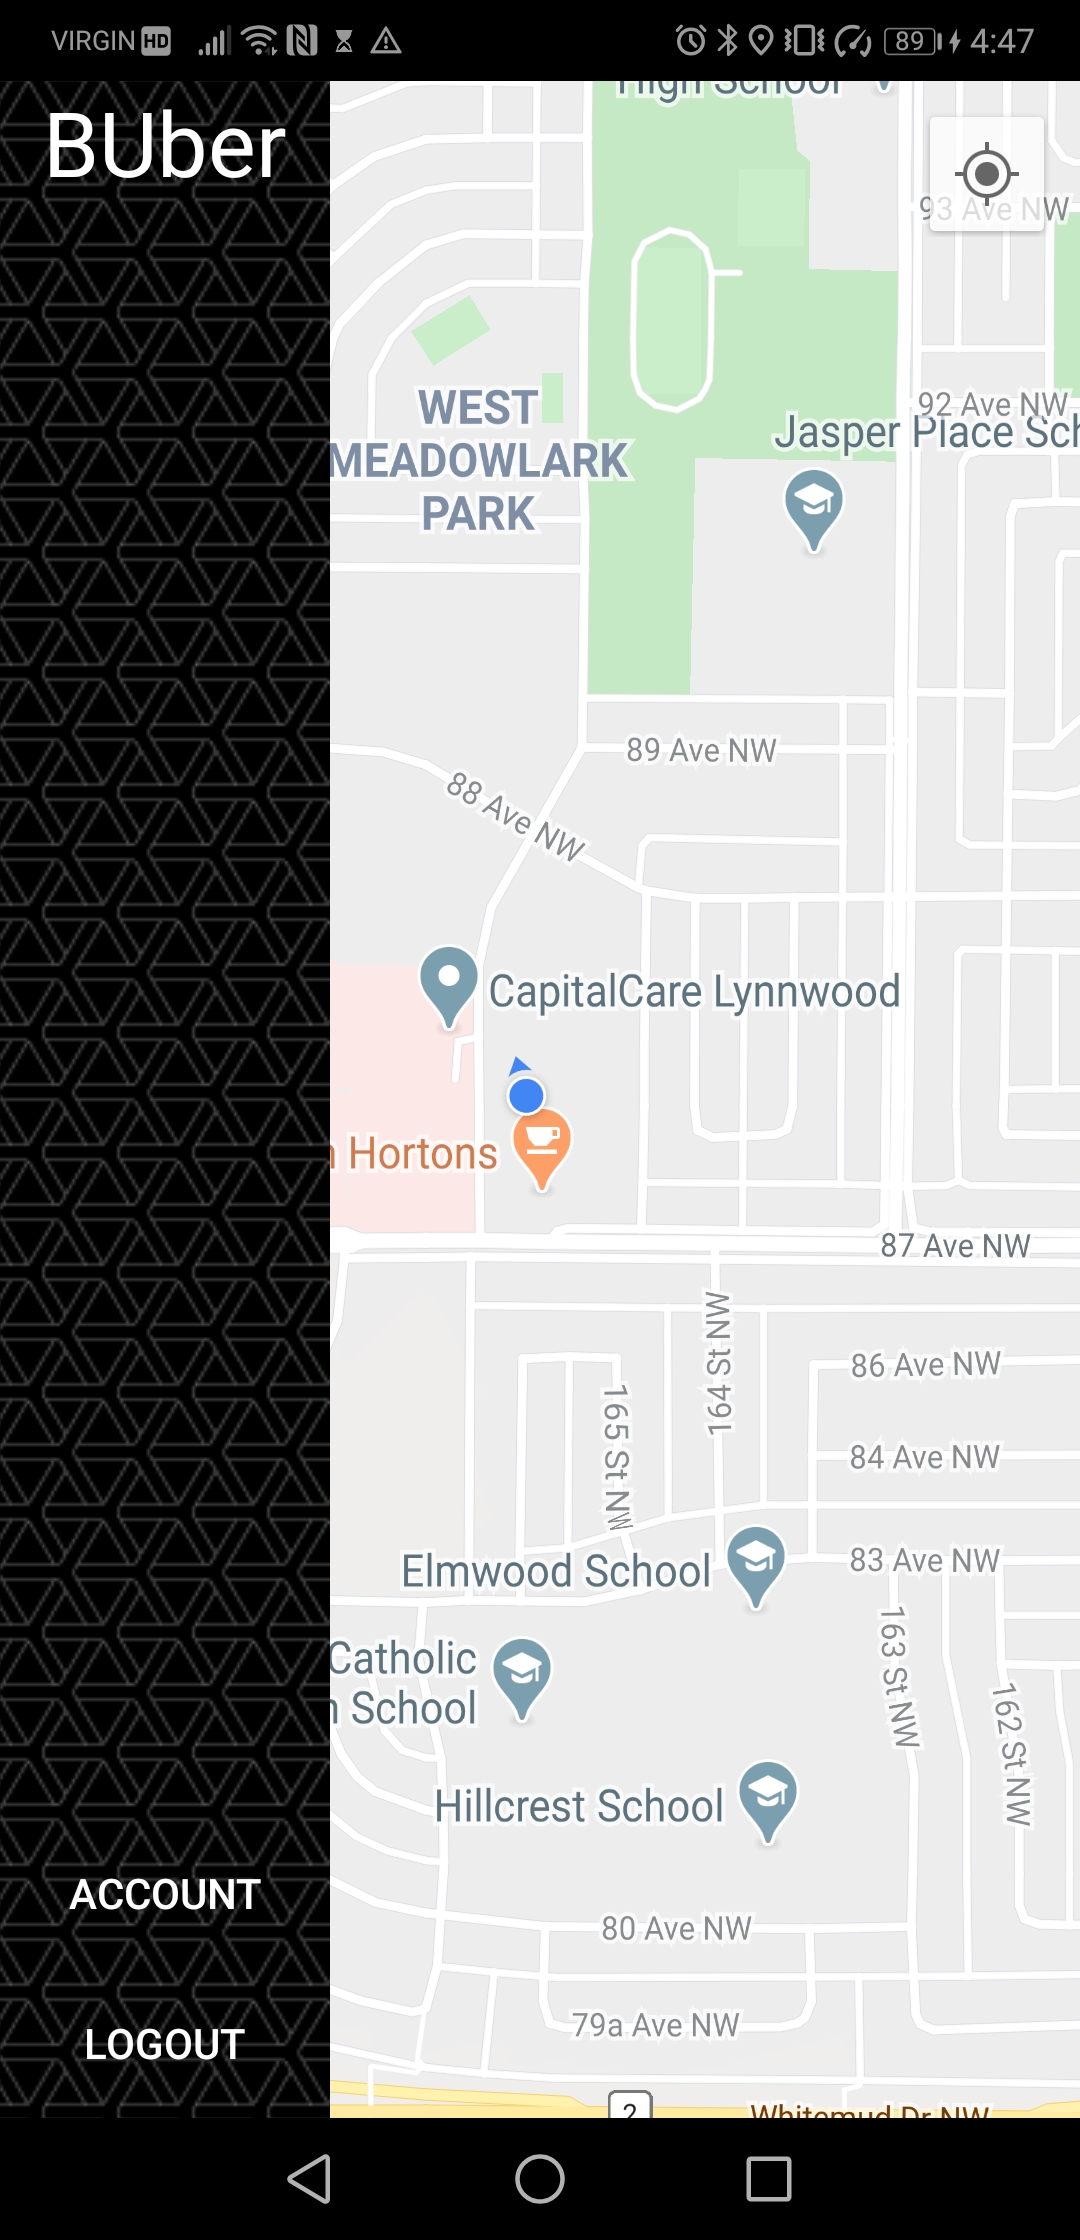 VIRGIN HD
89 4:47
BUber
High School
93 Ave NW
92 Ave NW
WEST
MEADOWLARK
PARK
Jasper Place Sch
89 Ave NW
88 Ave NW
CapitalCare Lynnwood
Hortons
87 Ave NW
164 St NW
86 Ave NW
165 St NW
84 Ave NW
Elmwood School
83 Ave NW
163 St NW
Catholic
School
162 St NW
Hillcrest School
ACCOUNT
80 Ave NW
79a Ave NW
LOGOUT
2
Whitemud Dr NW